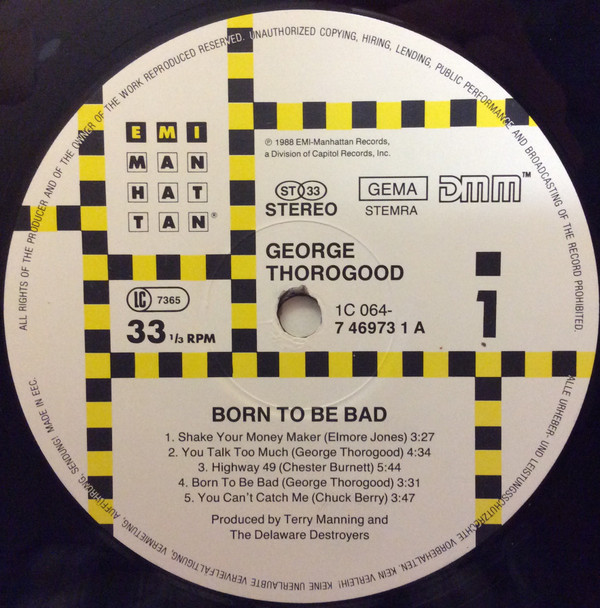 ALL RIGHTS OF THE PRODUCER AND OF THE OWNER OF THE WORK REPRODUCED RESERVED. UNAUTHORIZED COPYING, HIRING, LENDING, PUBLIC PERFORMANCE AND BROADCASTING OF THE RECORD PROHIBITED.
EMI
MAN
HAT
TAN®
℗ 1988 EMI-Manhattan Records,
a Division of Capitol Records, Inc.
ST 33
STEREO
GEMA
STEMRA
DMM™
GEORGE
THOROGOOD
LC 7365
33 1/3 RPM
1C 064-
7 46973 1 A
1
BORN TO BE BAD
1. Shake Your Money Maker (Elmore Jones) 3:27
2. You Talk Too Much (George Thorogood) 4:34
3. Highway 49 (Chester Burnett) 5:44
4. Born To Be Bad (George Thorogood) 3:31
5. You Can't Catch Me (Chuck Berry) 3:47
Produced by Terry Manning and
The Delaware Destroyers
ALLE URHEBER- UND LEISTUNGSSCHUTZRECHTE VORBEHALTEN. KEIN VERLEIH! KEINE UNERLAUBTE VERVIELFÄLTIGUNG, VERMIETUNG, AUFFÜHRUNG, SENDUNG! MADE IN EEC.